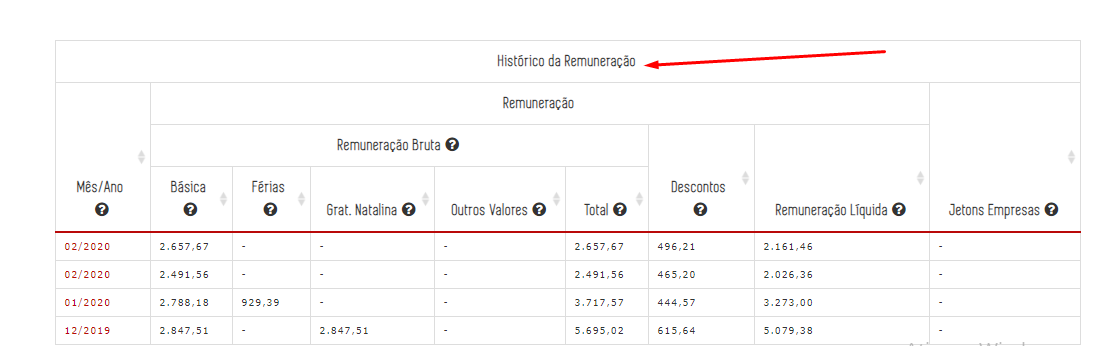 Histórico da Remuneração
Remuneração
Remuneração Bruta
Mês/Ano
Básica
Férias
Grat. Natalina
Outros Valores
Total
Descontos
Remuneração Líquida
Jetons Empresas
02/2020 2.657,67 - - - 2.657,67 496,21 2.161,46 -
02/2020 2.491,56 - - - 2.491,56 465,20 2.026,36 -
01/2020 2.788,18 929,39 - - 3.717,57 444,57 3.273,00 -
12/2019 2.847,51 - 2.847,51 - 5.695,02 615,64 5.079,38 -